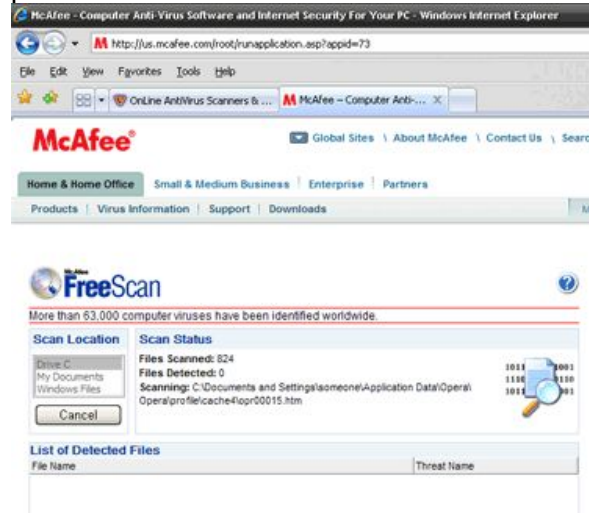 McAfee - Computer Anti-Virus Software and Internet Security For Your PC - Windows Internet Explorer
http://us.mcafee.com/root/runapplication.asp?appid=73
File Edit View Favorites Tools Help
OnLine AntiVirus Scanners & ... McAfee – Computer Anti-... X
McAfee®
Global Sites \ About McAfee \ Contact Us \ Searc
Home & Home Office Small & Medium Business Enterprise Partners
Products Virus Information Support Downloads
McAfee
FreeScan
More than 63,000 computer viruses have been identified worldwide.
Scan Location Scan Status
Drive C
My Documents
Windows Files
Cancel
Files Scanned: 824
Files Detected: 0
Scanning: C:\Documents and Settings\someone\Application Data\Opera\
Opera\profile\cache4\opr00015.htm
List of Detected Files
File Name Threat Name